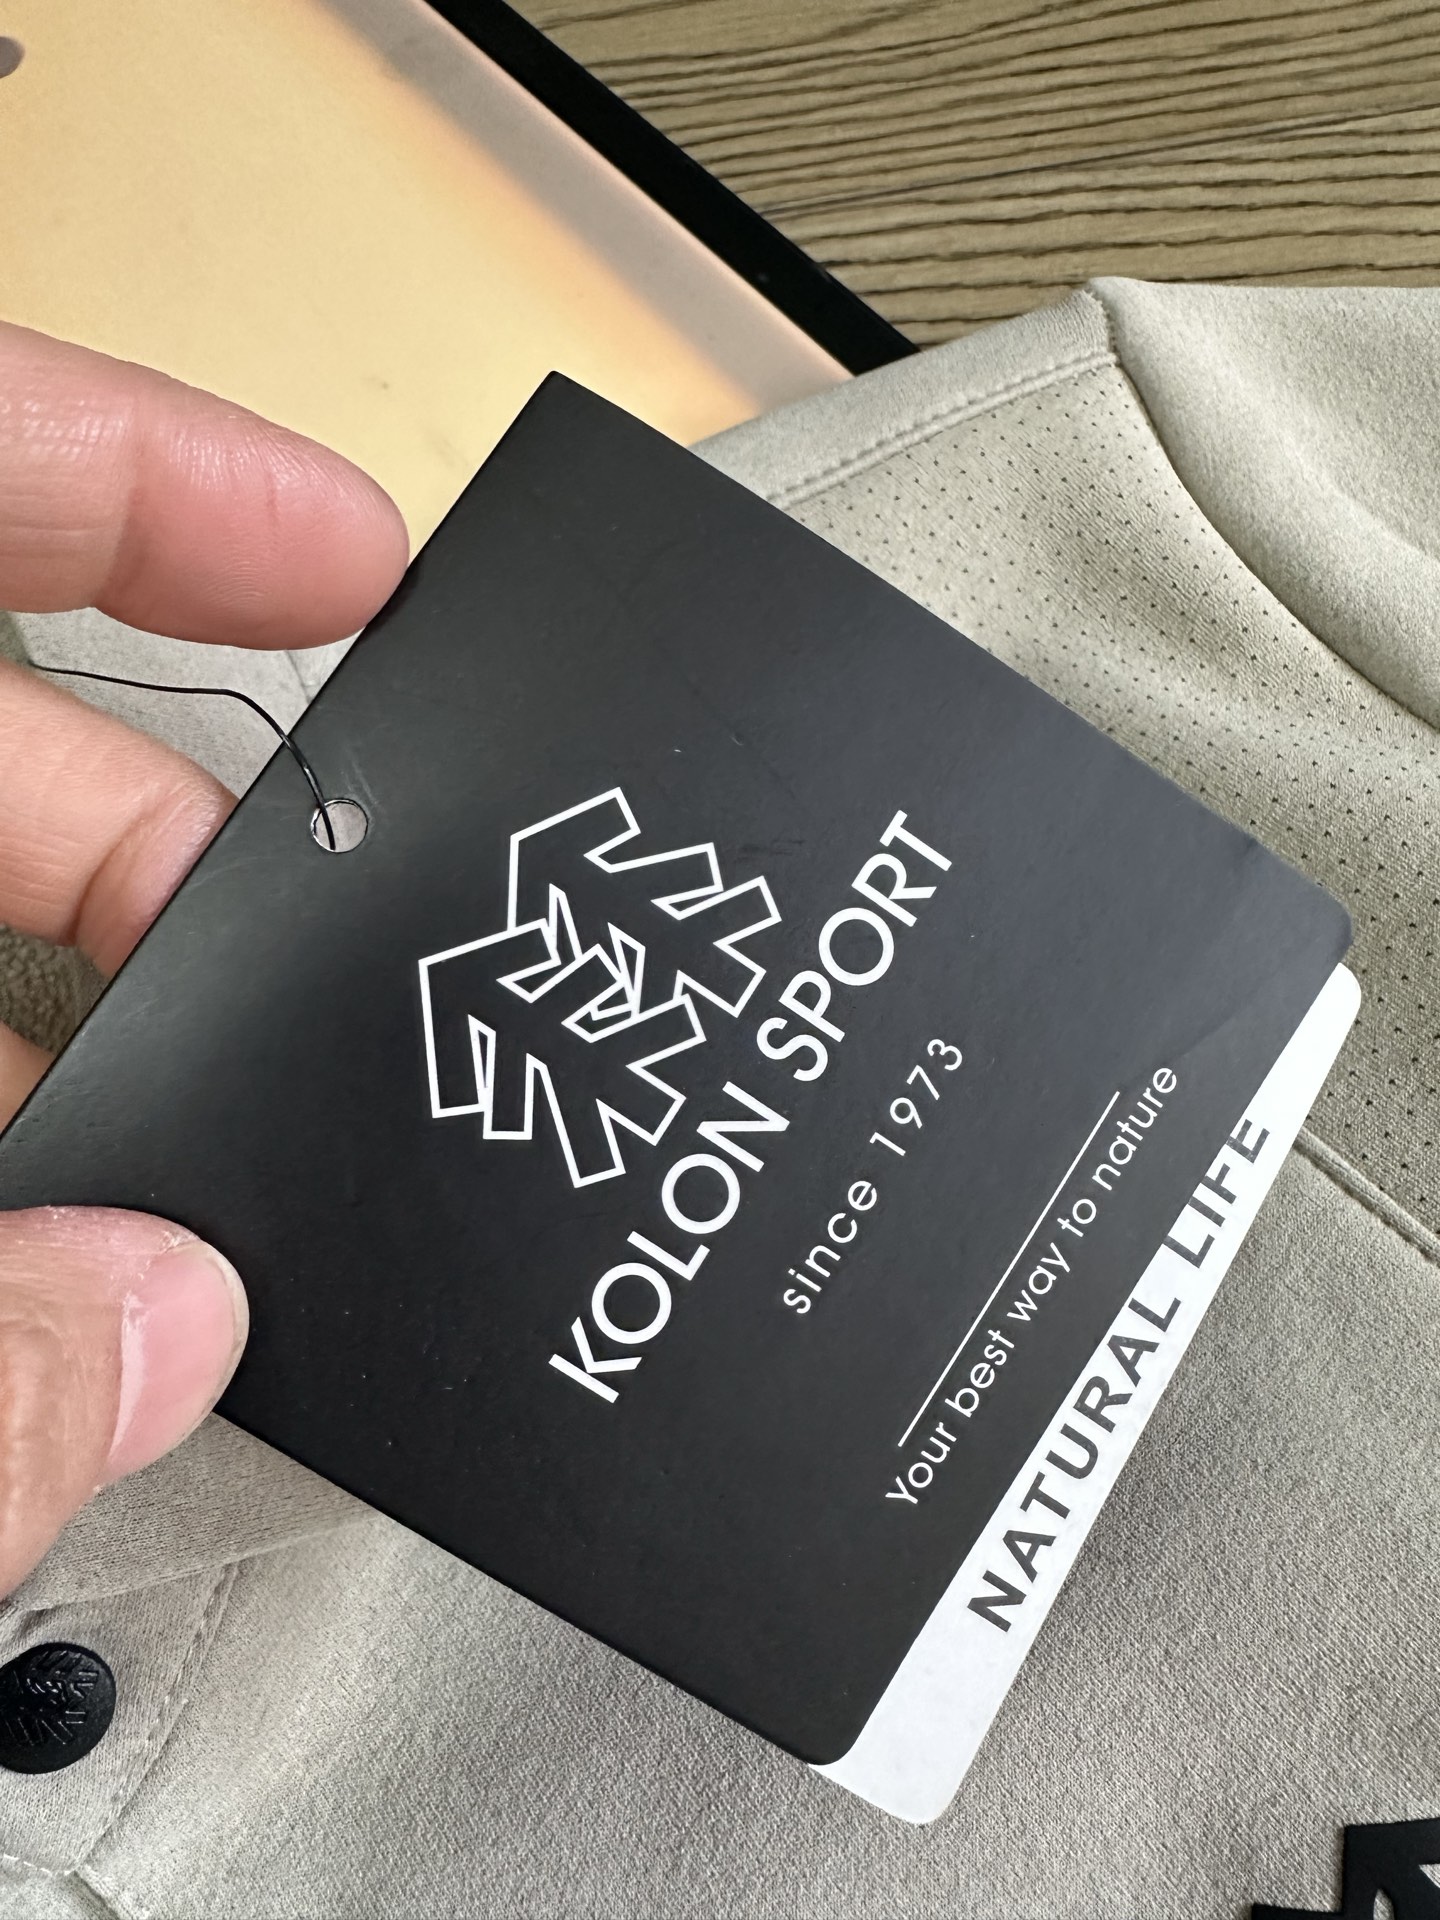 KOLON SPORT
since 1973
Your best way to nature
NATURAL LIFE